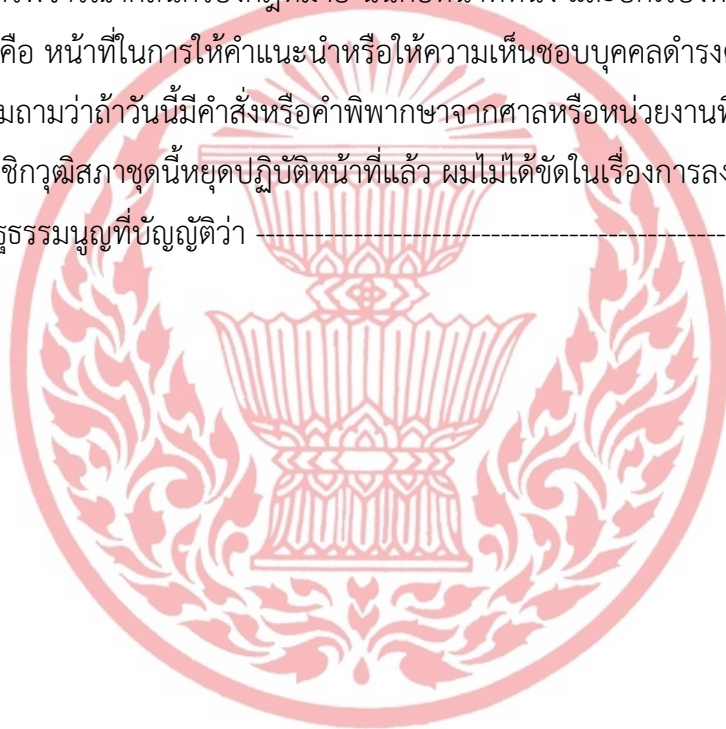 คือ หน้าที่ในการให้คำแนะนำหรือให้ความเห็นชอบบุคคลดำรง
ถามว่าถ้าวันนี้มีคำสั่งหรือคำพิพากษาจากศาลหรือหน่วยงาน
ชิกวุฒิสภาชุดนี้หยุดปฏิบัติหน้าที่แล้ว ผมไม่ได้ขัดในเรื่องการลง
ฐธรรมนูญที่บัญญัติว่า ------------------------------------------------------------